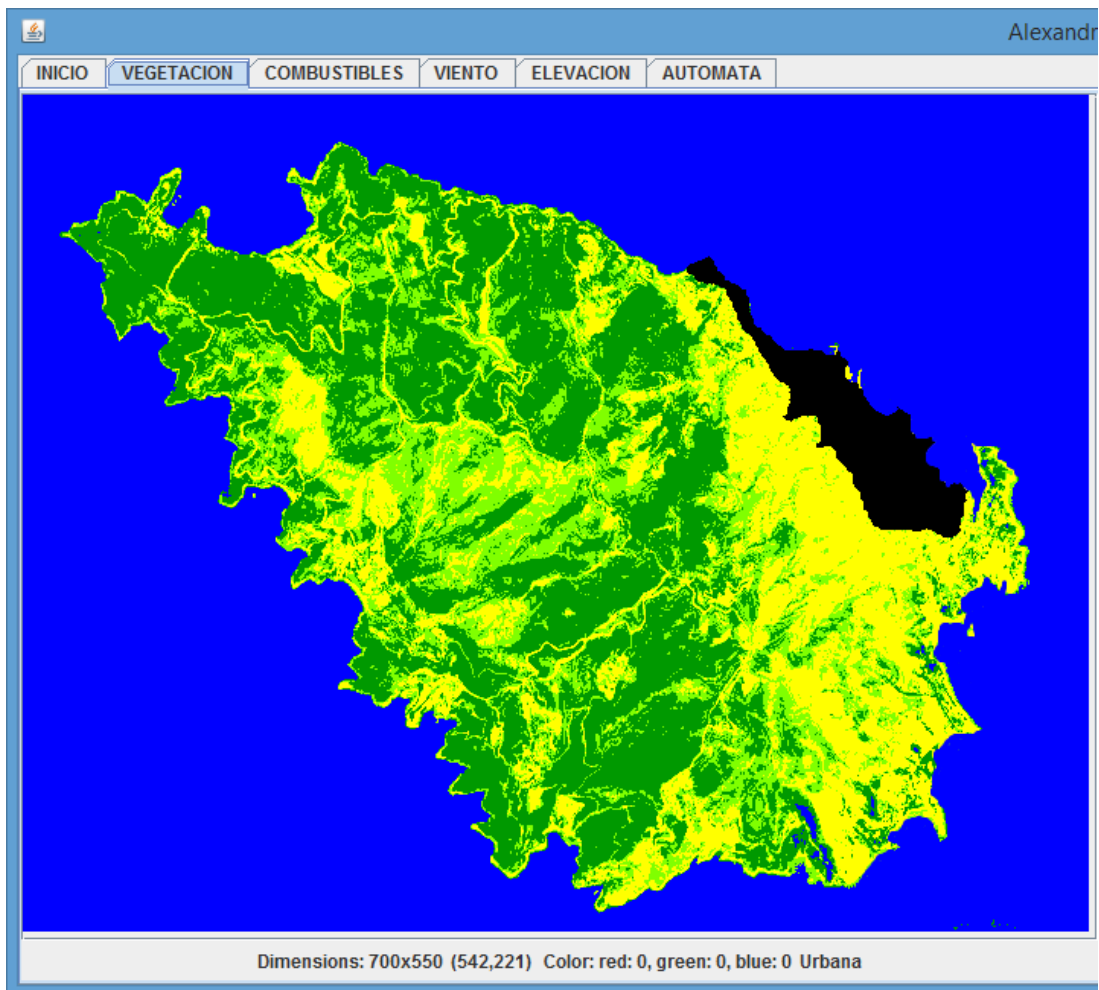 Alexandr
INICIO VEGETACION COMBUSTIBLES VIENTO ELEVACION AUTOMATA
Dimensions: 700x550 (542,221) Color: red: 0, green: 0, blue: 0 Urbana